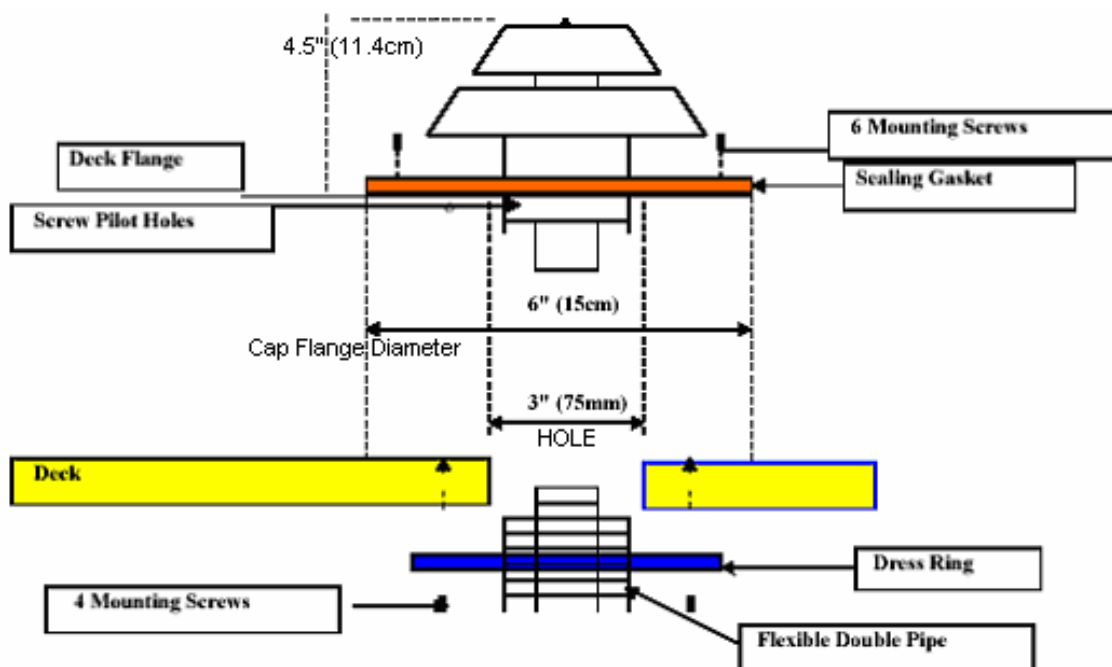 4.5" (11.4cm)
6 Mounting Screws
Deck Flange
Sealing Gasket
Screw Pilot Holes
6" (15cm)
Cap Flange Diameter
3" (75mm)
HOLE
Deck
Dress Ring
4 Mounting Screws
Flexible Double Pipe